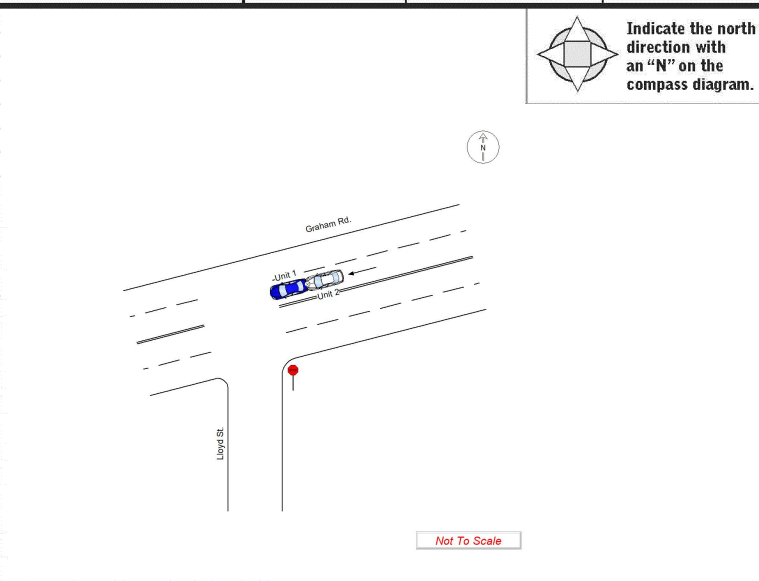 Indicate the north
direction with
an “N” on the
compass diagram.
N
Graham Rd.
-Unit 1
-Unit 2
Lloyd St.
Not To Scale